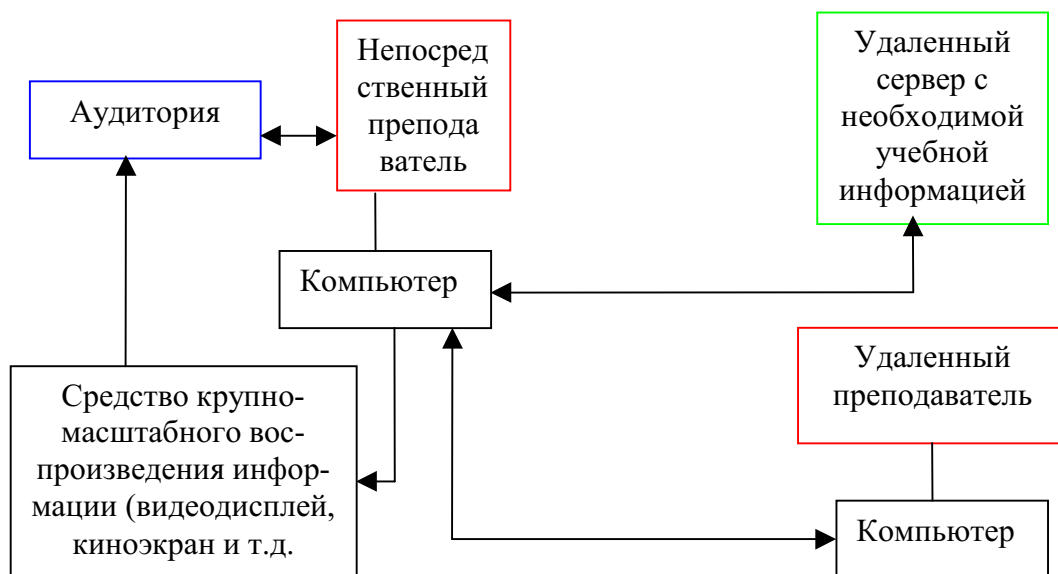 Аудитория
Непосред
ственный
препода
ватель
Удаленный
сервер с
необходимой
учебной
информацией
Компьютер
Средство крупно-
масштабного вос-
произведения инфор-
мации (видеодисплей,
киноэкран и т.д.
Удаленный
преподаватель
Компьютер